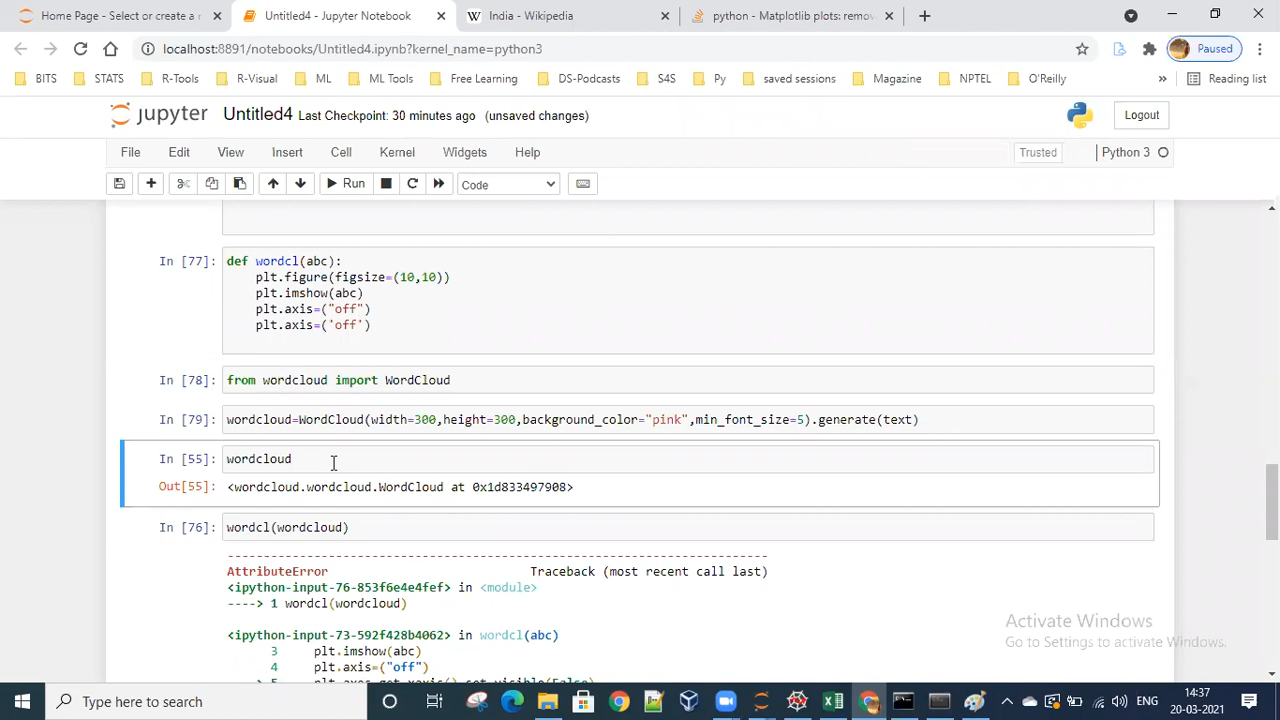 Home Page - Select or create a n
Untitled4 - Jupyter Notebook
India - Wikipedia
python - Matplotlib plots: remov
localhost:8891/notebooks/Untitled4.ipynb?kernel_name=python3
Paused
BITS
STATS
R-Tools
R-Visual
ML
ML Tools
Free Learning
DS-Podcasts
S4S
Py
saved sessions
Magazine
NPTEL
O'Reilly
»
Reading list
jupyter Untitled4 Last Checkpoint: 30 minutes ago (unsaved changes)
Logout
File Edit View Insert Cell Kernel Widgets Help
Trusted
Python 3
Run
Code
In [77]: def wordcl(abc):
plt.figure(figsize=(10,10))
plt.imshow(abc)
plt.axis=("off")
plt.axis=('off')
In [78]: from wordcloud import WordCloud
In [79]: wordcloud=WordCloud(width=300,height=300,background_color="pink",min_font_size=5).generate(text)
In [55]: wordcloud
Out[55]: <wordcloud.wordcloud.WordCloud at 0x1d833497908>
In [76]: wordcl(wordcloud)
---------------------------------------------------------------------------
AttributeError Traceback (most recent call last)
<ipython-input-76-853f6e4e4fef> in <module>
----> 1 wordcl(wordcloud)
<ipython-input-73-592f428b4062> in wordcl(abc)
3 plt.imshow(abc)
4 plt.axis=("off")
Activate Windows
Go to Settings to activate Windows.
Type here to search
ENG
14:37
20-03-2021